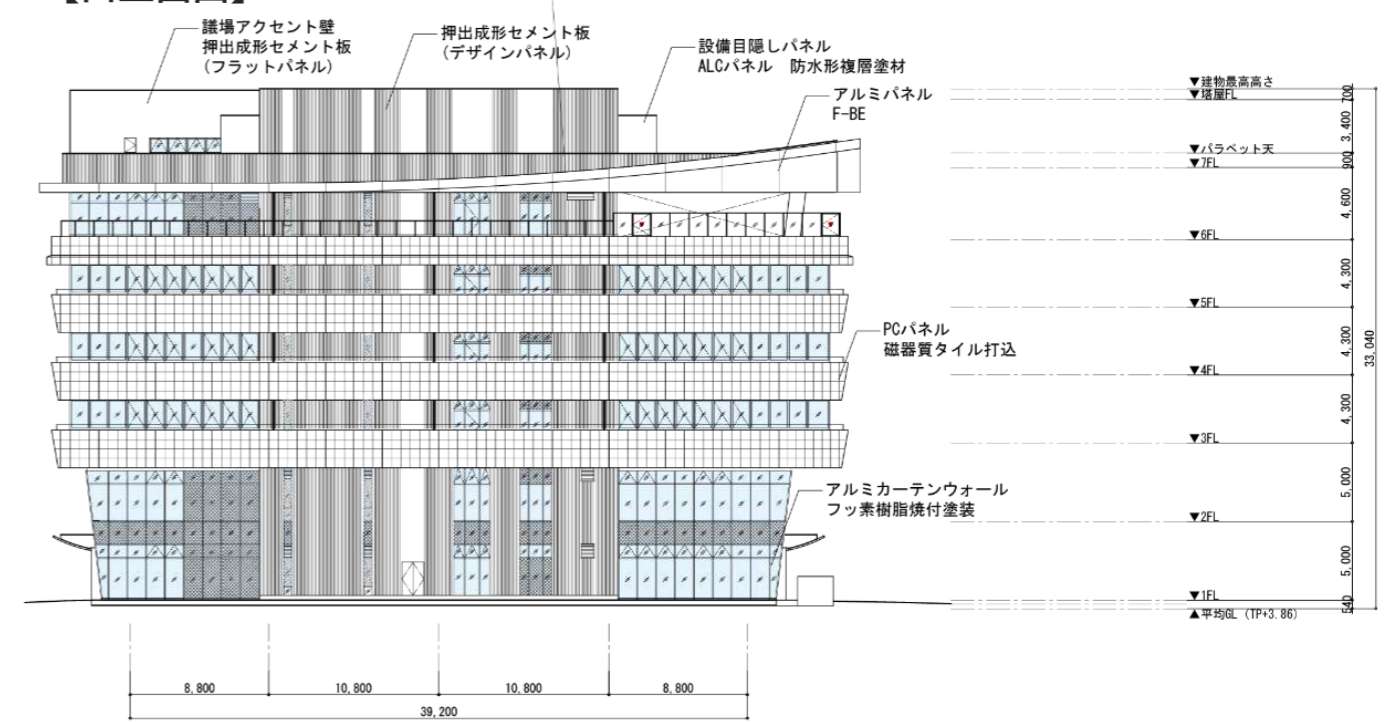 議場アクセント壁
押出成形セメント板
(フラットパネル)
押出成形セメント板
(デザインパネル)
設備目隠しパネル
ALCパネル 防水形複層塗材
アルミパネル
F-BE
PCパネル
磁器質タイル打込
アルミカーテンウォール
フッ素樹脂焼付塗装
▼建物最高高さ
▼塔屋FL
▼パラペット天
▼7FL
▼6FL
▼5FL
▼4FL
▼3FL
▼2FL
▼1FL
▲平均GL (TP+3.86)
700
3,400
900
4,600
4,300
4,300
4,300
5,000
5,000
540
33,040
8,800
10,800
10,800
8,800
39,200